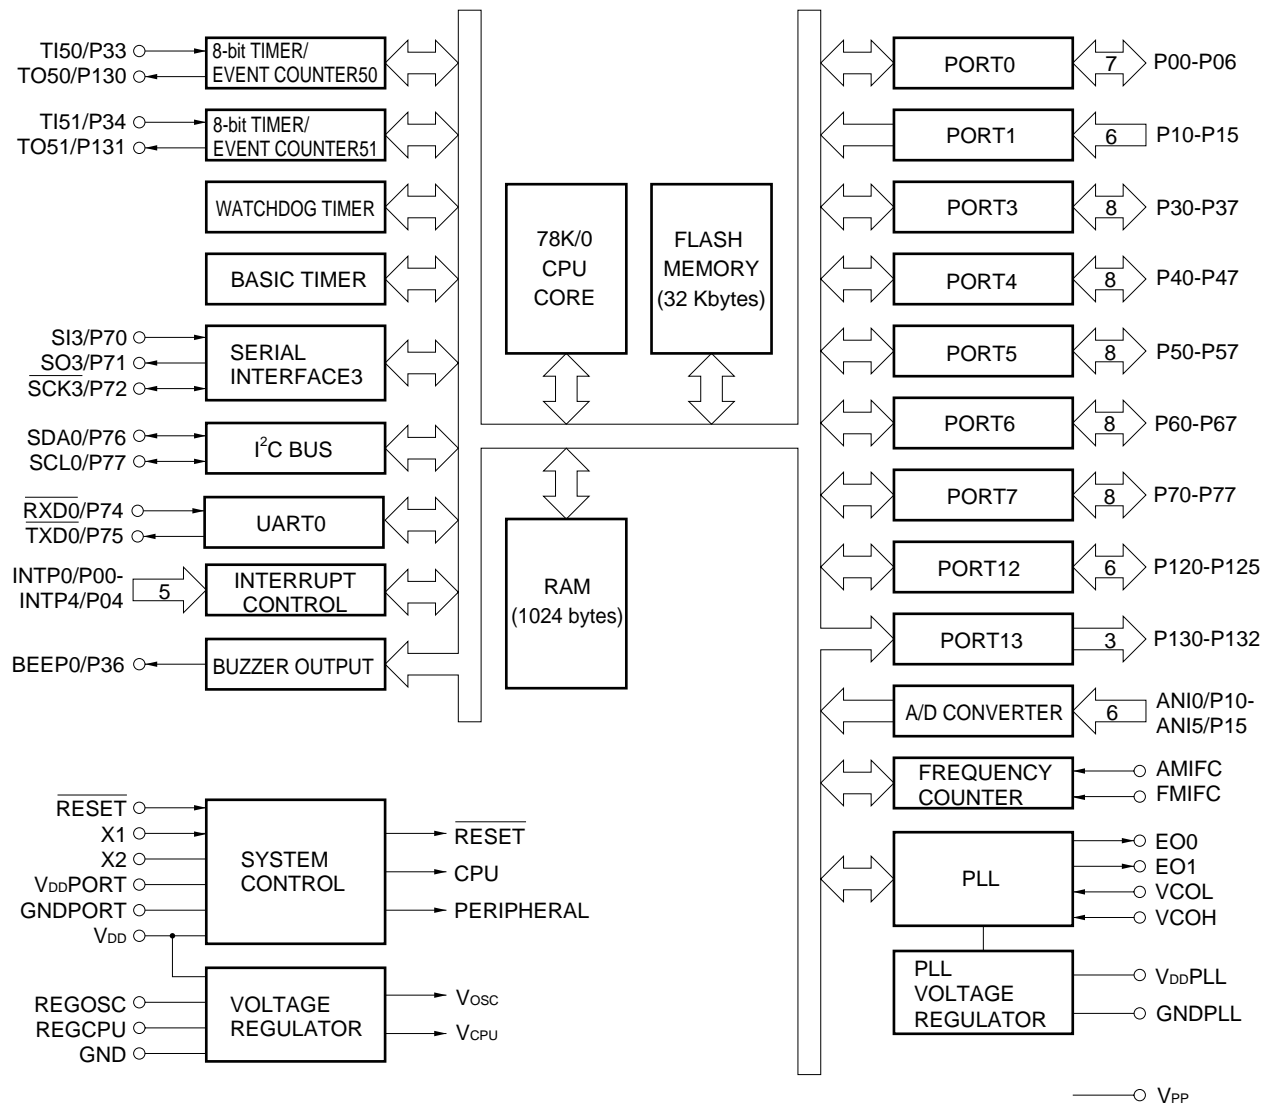 TI50/P33
TO50/P130
8-bit TIMER/
EVENT COUNTER50
TI51/P34
TO51/P131
8-bit TIMER/
EVENT COUNTER51
WATCHDOG TIMER
BASIC TIMER
SI3/P70
SO3/P71
SCK3/P72
SERIAL
INTERFACE3
SDA0/P76
SCL0/P77
I²C BUS
RXD0/P74
TXD0/P75
UART0
INTP0/P00-
INTP4/P04
5
INTERRUPT
CONTROL
BEEP0/P36
BUZZER OUTPUT
78K/0
CPU
CORE
FLASH
MEMORY
(32 Kbytes)
RAM
(1024 bytes)
PORT0
7
P00-P06
PORT1
6
P10-P15
PORT3
8
P30-P37
PORT4
8
P40-P47
PORT5
8
P50-P57
PORT6
8
P60-P67
PORT7
8
P70-P77
PORT12
6
P120-P125
PORT13
3
P130-P132
A/D CONVERTER
6
ANI0/P10-
ANI5/P15
FREQUENCY
COUNTER
AMIFC
FMIFC
PLL
EO0
EO1
VCOL
VCOH
PLL
VOLTAGE
REGULATOR
VDDPLL
GNDPLL
VPP
RESET
X1
X2
VDDPORT
GNDPORT
VDD
SYSTEM
CONTROL
RESET
CPU
PERIPHERAL
REGOSC
REGCPU
GND
VOLTAGE
REGULATOR
VOSC
VCPU